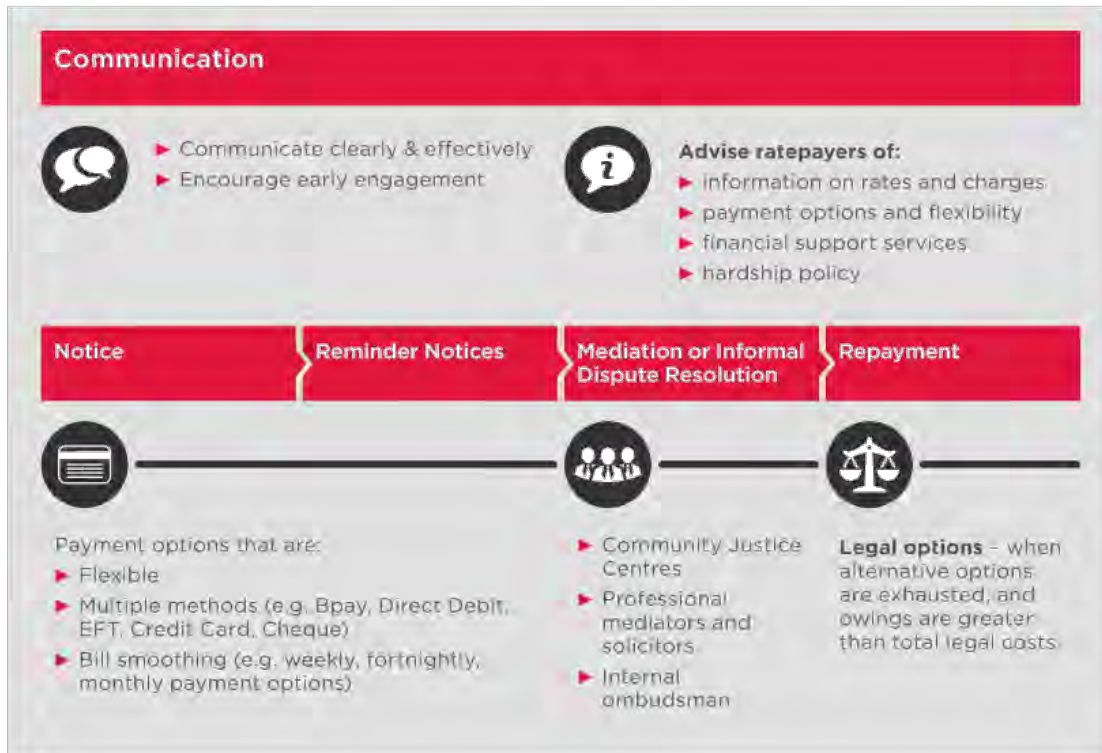 Communication
► Communicate clearly & effectively
► Encourage early engagement
i
Advise ratepayers of:
► information on rates and charges
► payment options and flexibility
► financial support services
► hardship policy
Notice
Reminder Notices
Mediation or Informal
Dispute Resolution
Repayment
Payment options that are:
► Flexible
► Multiple methods (e.g. Bpay, Direct Debit,
EFT, Credit Card, Cheque)
► Bill smoothing (e.g. weekly, fortnightly,
monthly payment options)
► Community Justice
Centres
► Professional
mediators and
solicitors
► Internal
ombudsman
Legal options – when
alternative options
are exhausted, and
owings are greater
than total legal costs.